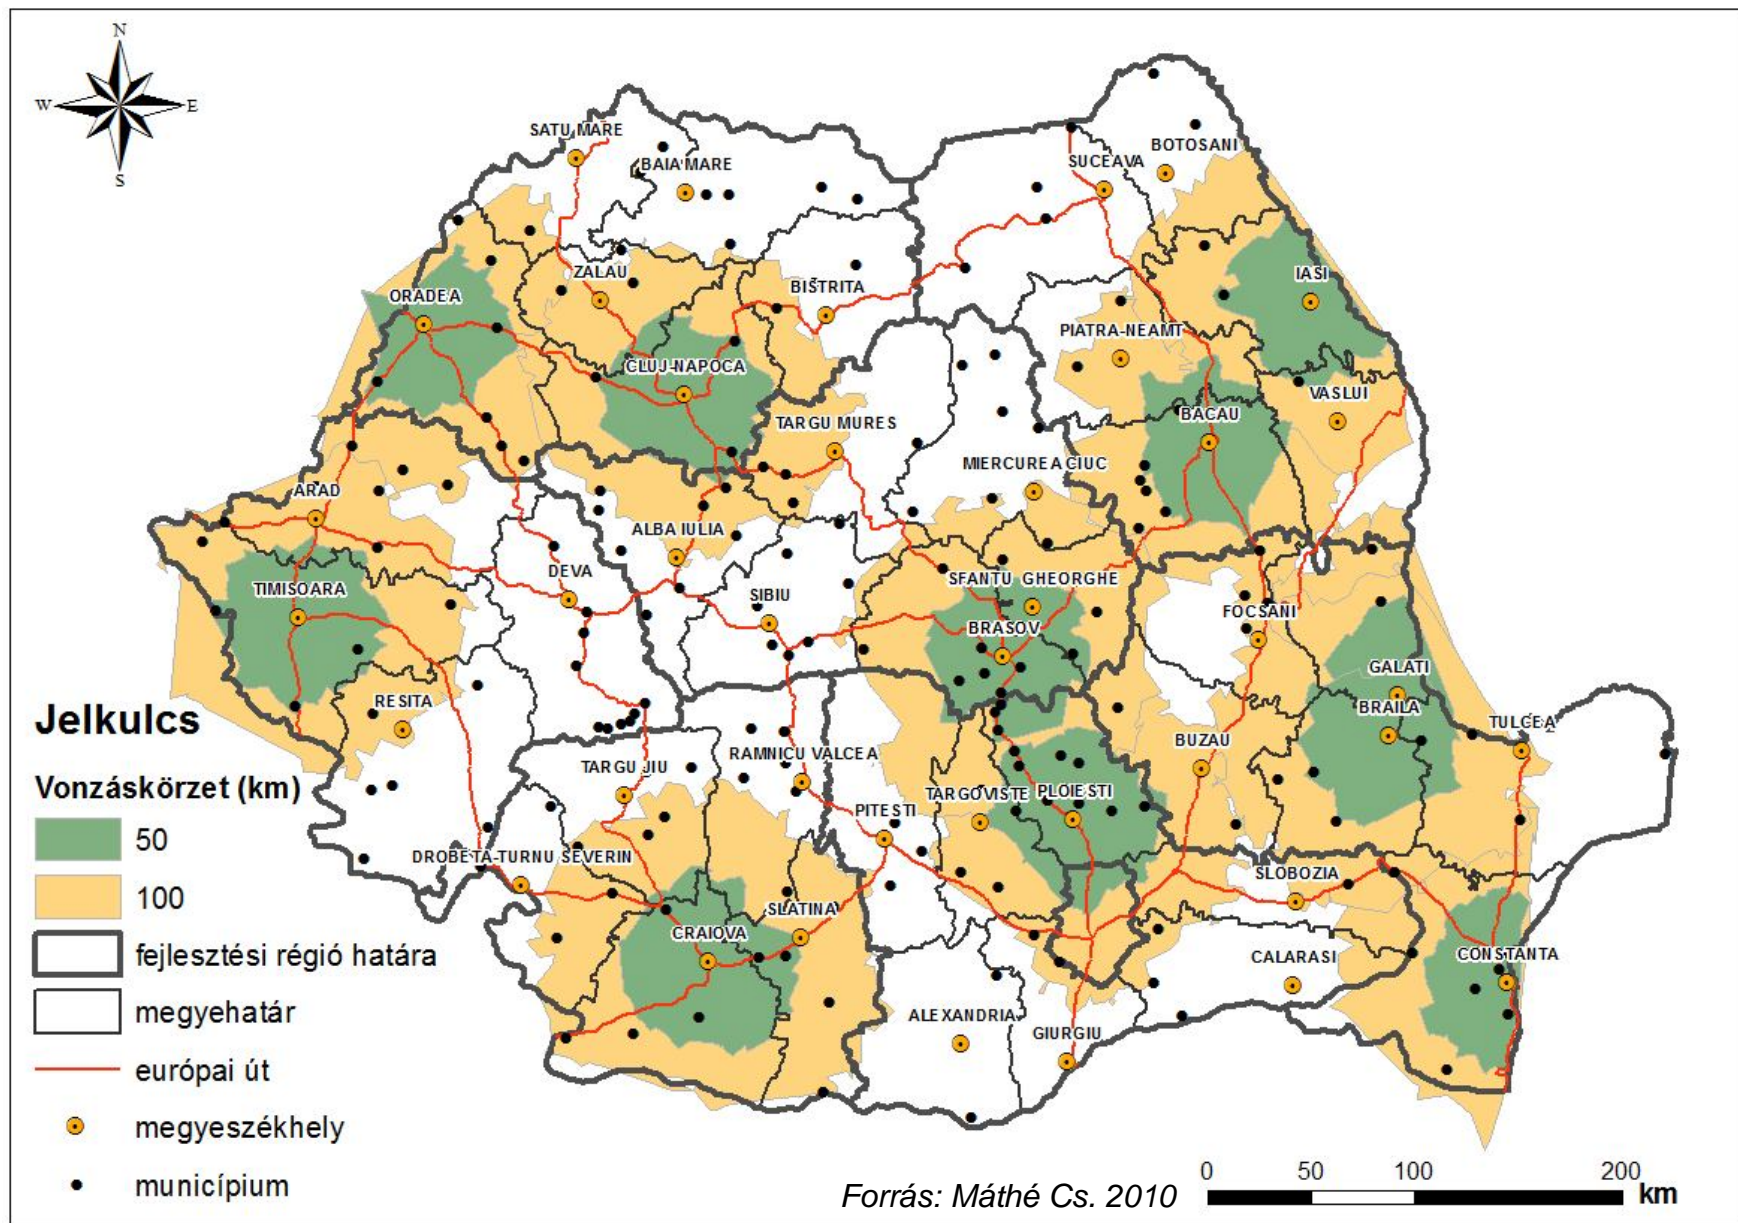 N
W
E
S
SATU MARE
BAIA MARE
SUCEAVA
BOTOSANI
ZALAU
ORADEA
BISTRITA
IASI
PIATRA-NEAMT
CLUJ-NAPOCA
VASLUI
BACAU
TARGU MURES
MIERCUREA CIUC
ARAD
ALBA IULIA
DEVA
SFANTU GHEORGHE
TIMISOARA
SIBIU
FOCSANI
BRASOV
GALATI
RESITA
BRAILA
TULCEA
BUZAU
RAMNICU VALCEA
TARGU JIU
TARGOVISTE
PLOIESTI
PITESTI
DROBETA-TURNU SEVERIN
SLOBOZIA
SLATINA
CRAIOVA
CALARASI
CONSTANTA
ALEXANDRIA
GIURGIU
Jelkulcs
Vonzáskörzet (km)
50
100
fejlesztési régió határa
megyehatár
európai út
megyeszékhely
municípium
Forrás: Máthé Cs. 2010
0 50 100 200
km